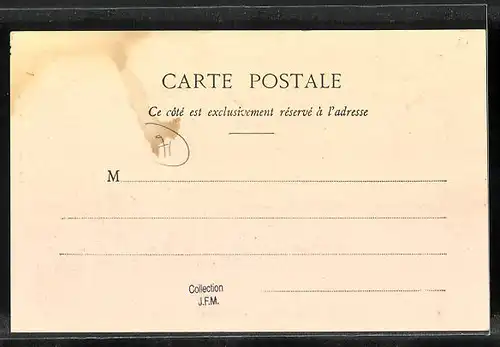 CARTE POSTALE
Ce côté est exclusivement réservé à l'adresse
M
Collection
J.F.M.